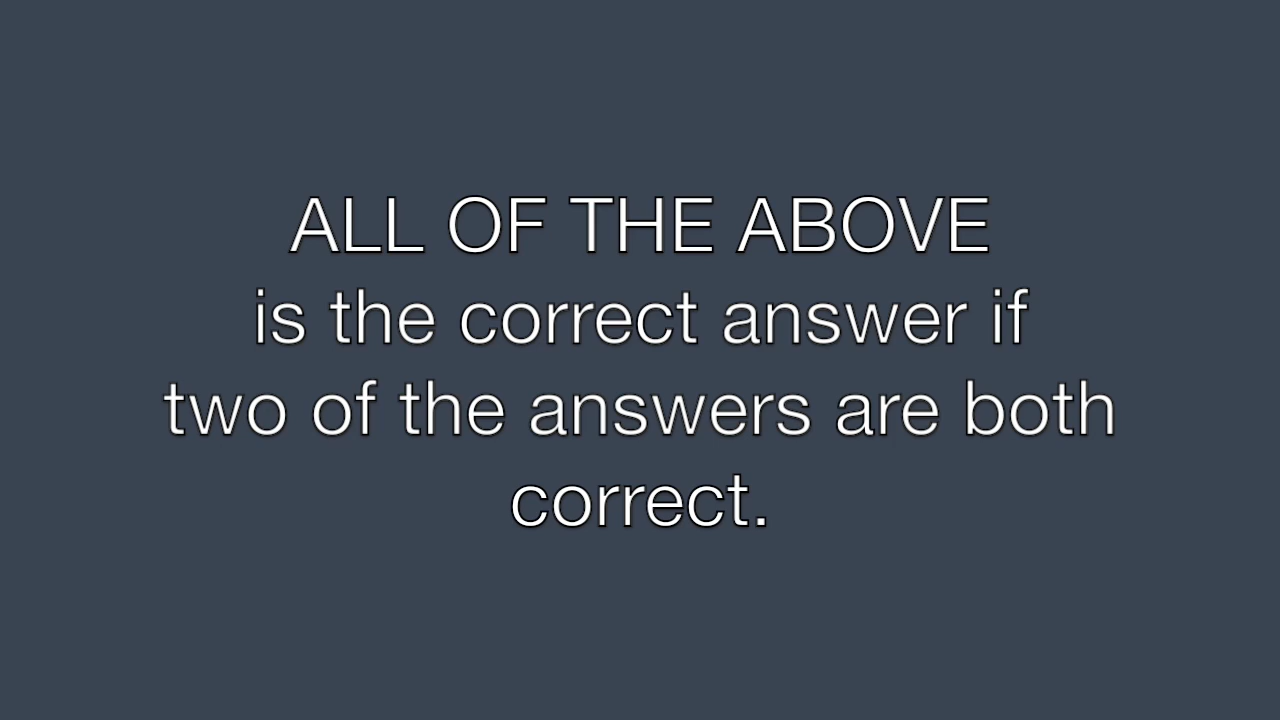 ALL OF THE ABOVE
is the correct answer if
two of the answers are both
correct.